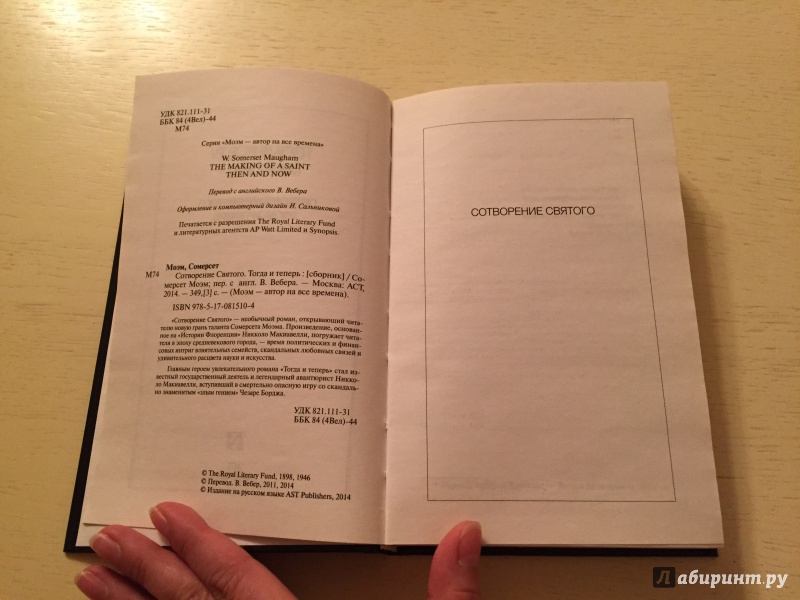 УДК 821.111-31
ББК 84 (4Вел)-44
М74
Серия «Моэм — автор на все времена»
W. Somerset Maugham
THE MAKING OF A SAINT
THEN AND NOW
Перевод с английского В. Вебера
Оформление и компьютерный дизайн Н. Сальниковой
Печатается с разрешения The Royal Literary Fund
и литературных агентств AP Watt Limited и Synopsis.
Моэм, Сомерсет
М74 Сотворение Святого. Тогда и теперь : [сборник] / Со-
мерсет Моэм; пер. с англ. В. Вебера. — Москва: АСТ,
2014. — 349,[3] с. — (Моэм — автор на все времена).
ISBN 978-5-17-081510-4
«Сотворение Святого» — необычный роман, открывающий чита-
телю новую грань таланта Сомерсета Моэма. Произведение, основан-
ное на «Истории Флоренции» Никколо Макиавелли, погружает чита-
теля в эпоху средневекового города, — время политических и финан-
совых интриг влиятельных семейств, скандальных любовных связей и
удивительного расцвета науки и искусства.
Главным героем увлекательного романа «Тогда и теперь» стал из-
вестный государственный деятель и легендарный авантюрист Никко-
ло Макиавелли, вступивший в смертельно опасную игру со скандаль-
но знаменитым «злым гением» Чезаре Борджа.
УДК 821.111-31
ББК 84 (4Вел)-44
© The Royal Literary Fund, 1898, 1946
© Перевод. В. Вебер, 2011, 2014
© Издание на русском языке AST Publishers, 2014
СОТВОРЕНИЕ СВЯТОГО
Лабиринт.ру